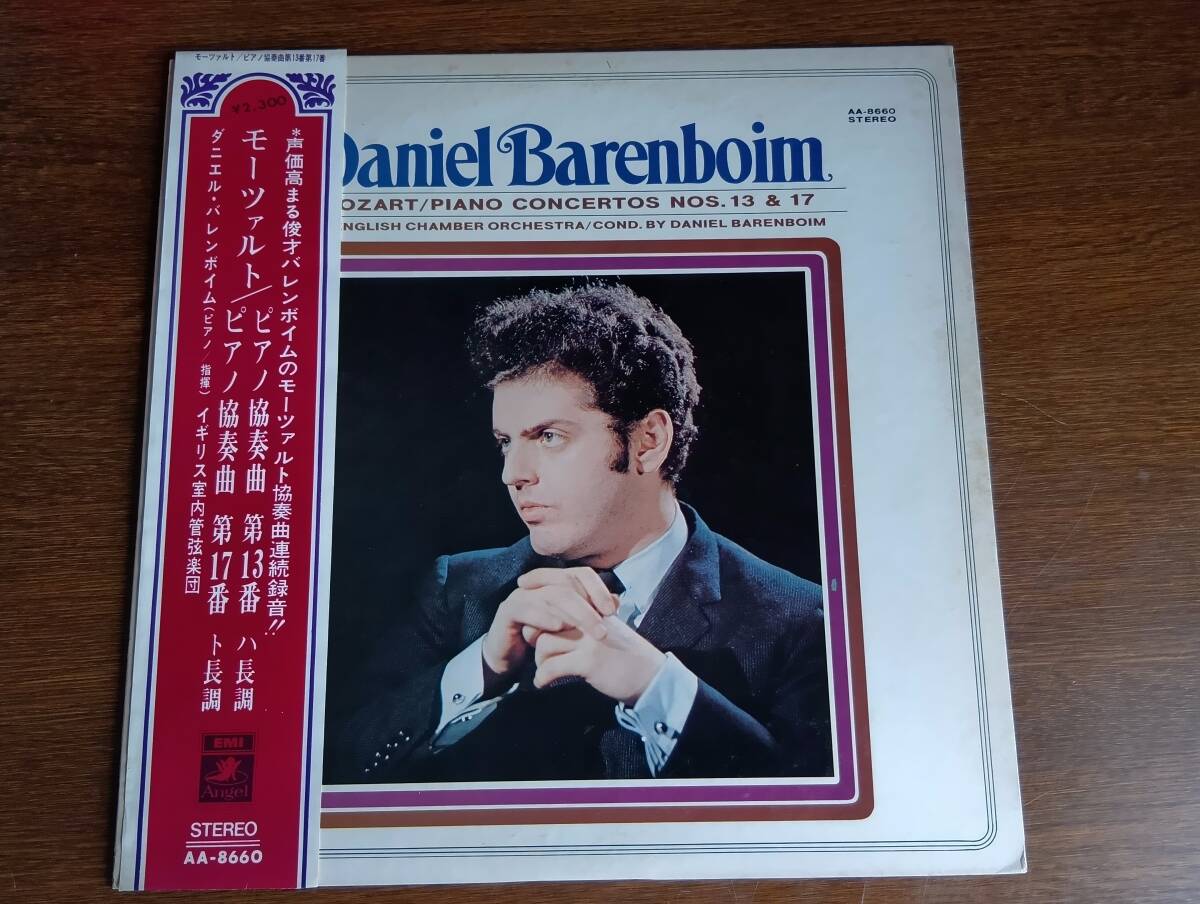 モーツァルト/ピアノ協奏曲第13番第17番
¥2,300
*声価高まる俊才バレンボイムのモーツァルト協奏曲連続録音!!
モーツァルト/ピアノ協奏曲 第13番 ハ長調
ピアノ協奏曲 第17番 ト長調
ダニエル・バレンボイム(ピアノ/指揮) イギリス室内管弦楽団
EMI
Angel
STEREO
AA-8660
AA-8660
STEREO
Daniel Barenboim
OZART/PIANO CONCERTOS NOS. 13 & 17
ENGLISH CHAMBER ORCHESTRA/COND. BY DANIEL BARENBOIM